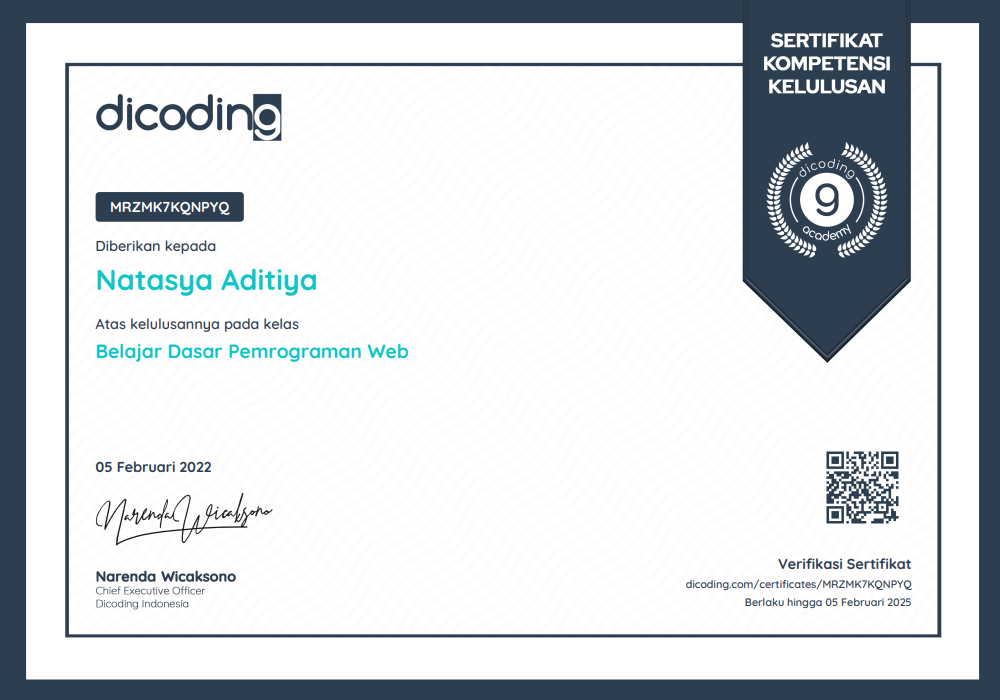 SERTIFIKAT
KOMPETENSI
KELULUSAN
dicoding
dicoding
9
academy
MRZMK7KQNPYQ
Diberikan kepada
Natasya Aditiya
Atas kelulusannya pada kelas
Belajar Dasar Pemrograman Web
05 Februari 2022
Narenda Wicaksono
Narenda Wicaksono
Chief Executive Officer
Dicoding Indonesia
Verifikasi Sertifikat
dicoding.com/certificates/MRZMK7KQNPYQ
Berlaku hingga 05 Februari 2025